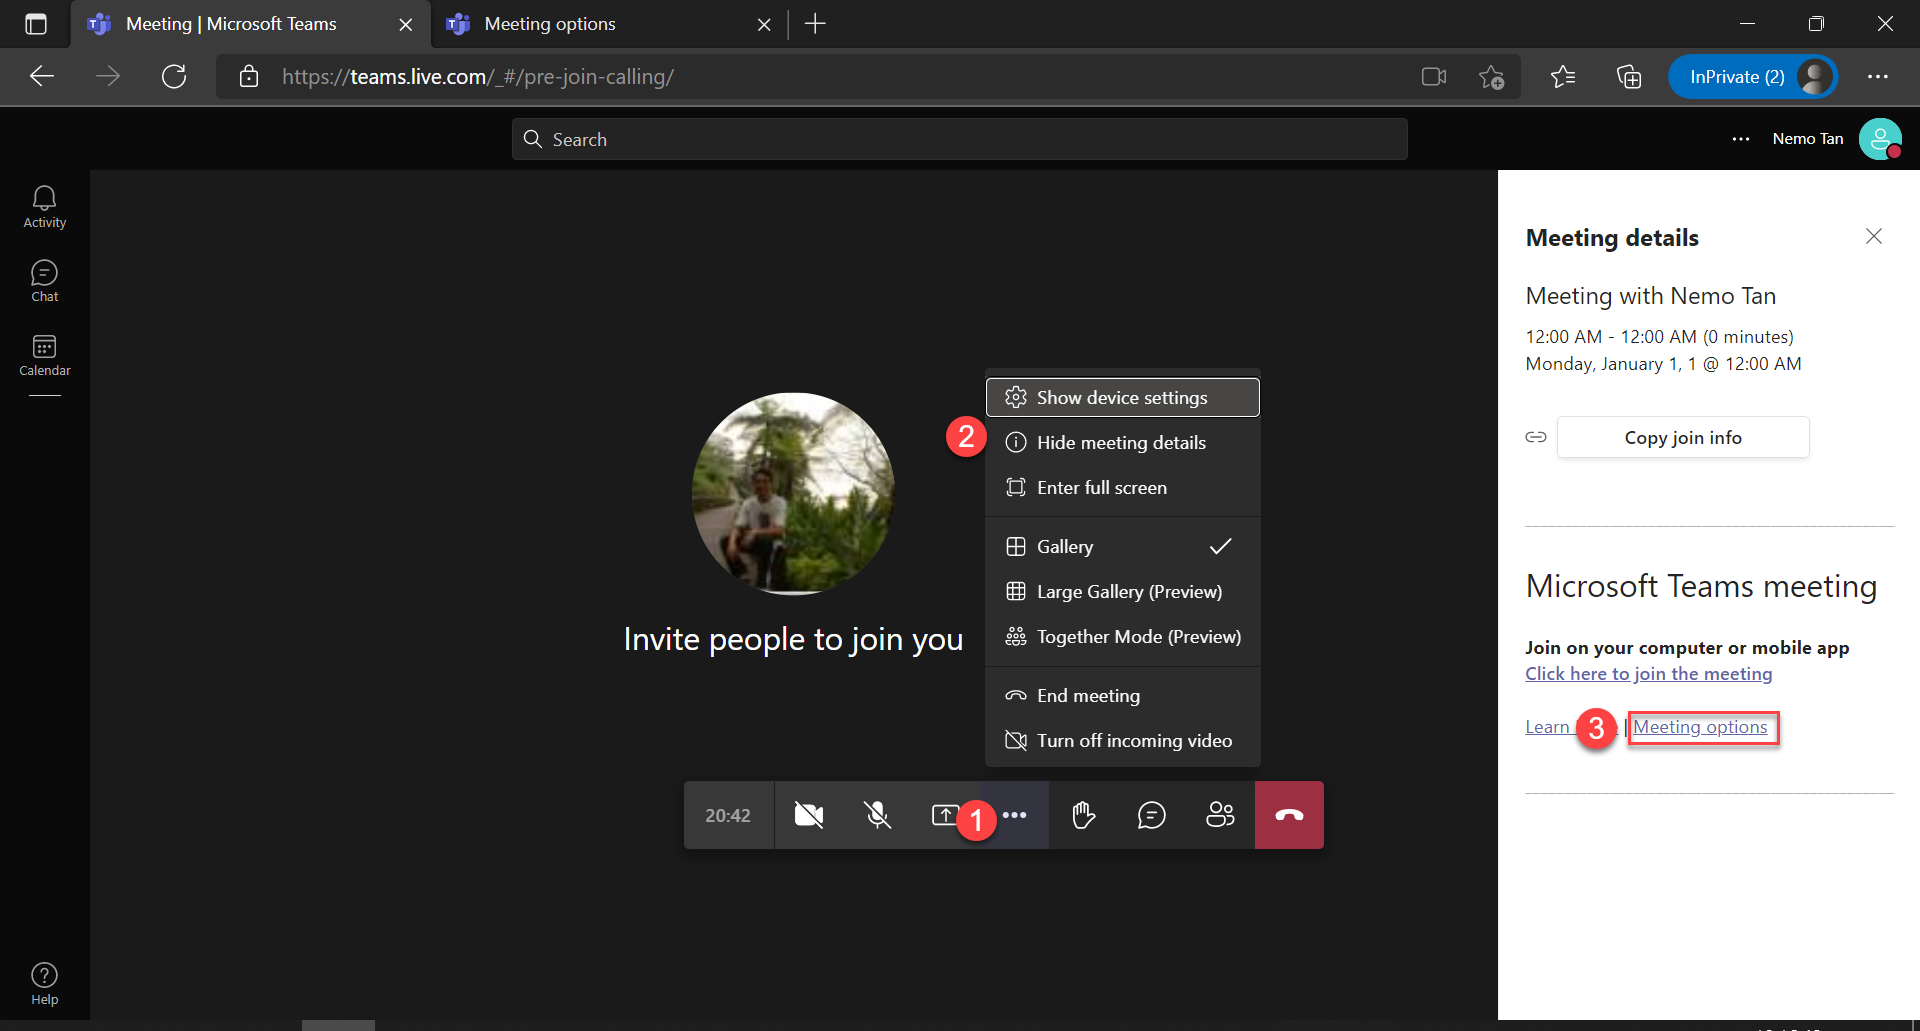 Meeting | Microsoft Teams
Meeting options
https://teams.live.com/_#/pre-join-calling/
InPrivate (2)
Search
Nemo Tan
Activity
Chat
Calendar
Help
Invite people to join you
Show device settings
2
Hide meeting details
Enter full screen
Gallery
Large Gallery (Preview)
Together Mode (Preview)
End meeting
Turn off incoming video
20:42
1
Meeting details
Meeting with Nemo Tan
12:00 AM - 12:00 AM (0 minutes)
Monday, January 1, 1 @ 12:00 AM
Copy join info
Microsoft Teams meeting
Join on your computer or mobile app
Click here to join the meeting
Learn 3 | Meeting options